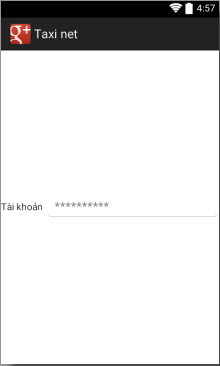 4:57
g+ Taxi net
Tài khoản **********